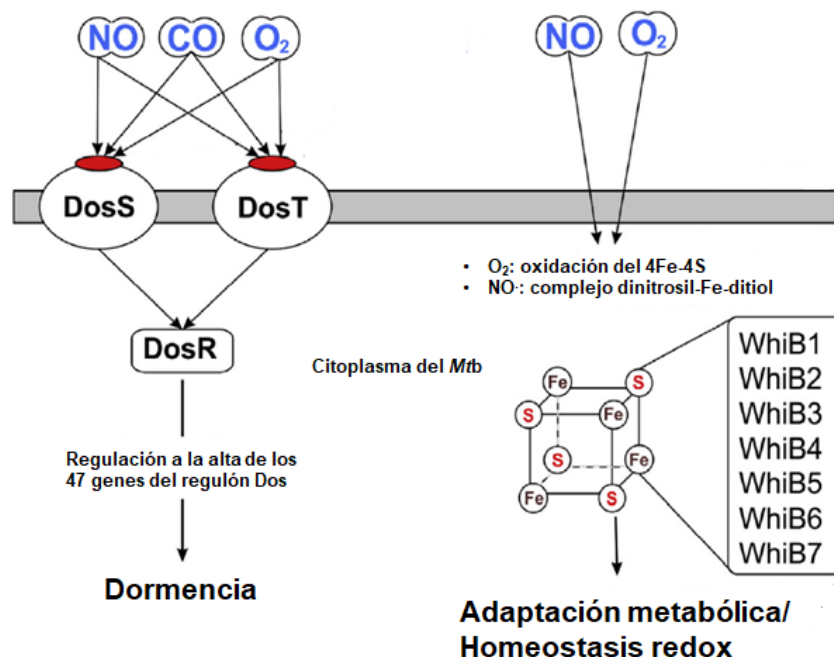 NO CO O₂
NO O₂
DosS DosT
• O₂: oxidación del 4Fe-4S
• NO·: complejo dinitrosil-Fe-ditiol
DosR
Citoplasma del Mtb
Regulación a la alta de los
47 genes del regulón Dos
Dormencia
Fe S
S Fe
S Fe
Fe S
WhiB1
WhiB2
WhiB3
WhiB4
WhiB5
WhiB6
WhiB7
Adaptación metabólica/
Homeostasis redox